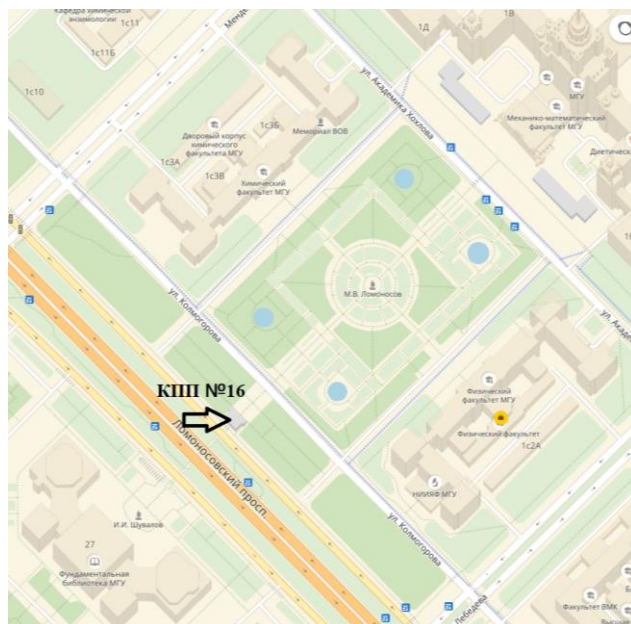 Кафедра химической
энзимологии
1с11
1с11Б
1с10
Менде
1Д
1В
ул. Академика Хохлова
МГУ
Механико-математический
факультет МГУ
Диетическ
Дворовый корпус
химического
факультета МГУ
1с3Б
Мемориал ВОВ
1с3А
1с3В
Химический
факультет МГУ
М.В. Ломоносов
ул. Колмогорова
ул. Акаде
КПП №16
Физический
факультет МГУ
Физический факультет
1с2А
НИИЯФ МГУ
Ломоносовский просп.
И.И. Шувалов
27
Фундаментальная
библиотека МГУ
ул. Колмогорова
Лебедева
Факультет ВМК
Высшая